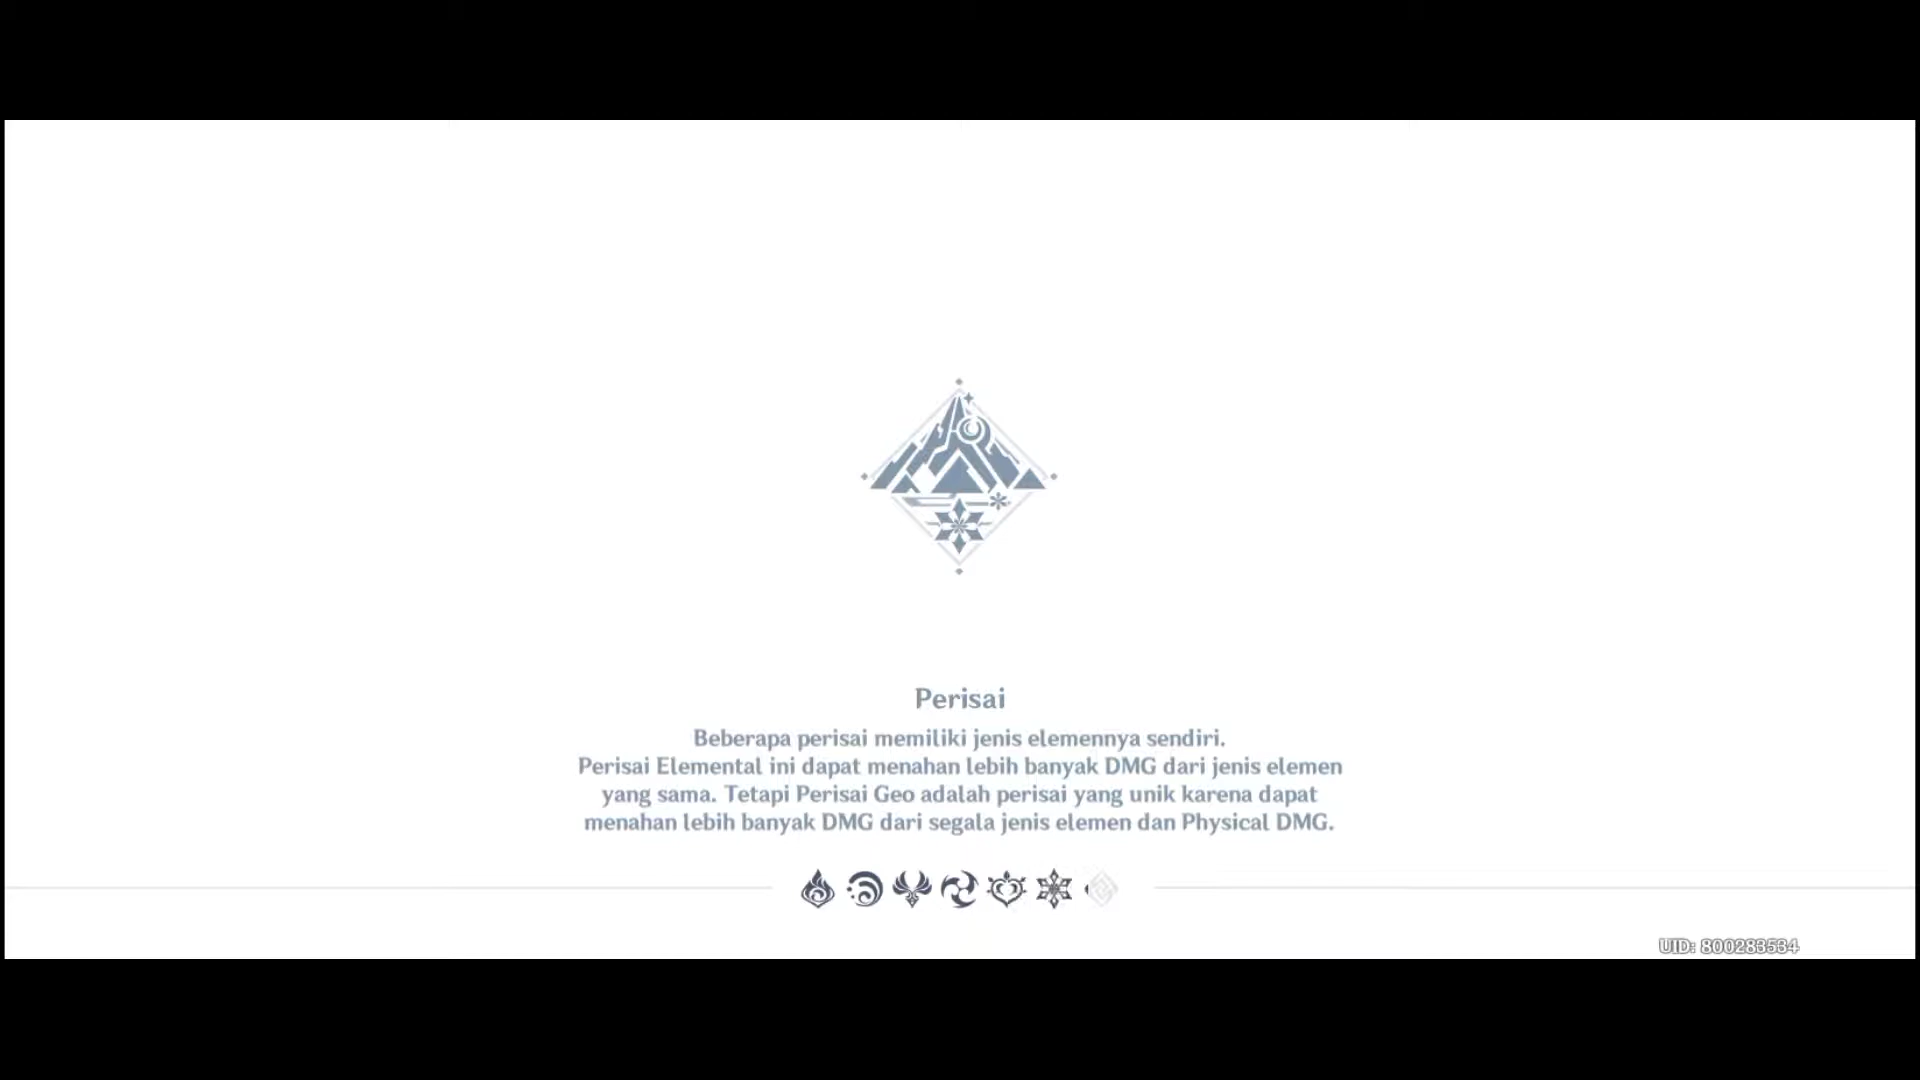 Perisai
Beberapa perisai memiliki jenis elemennya sendiri.
Perisai Elemental ini dapat menahan lebih banyak DMG dari jenis elemen
yang sama. Tetapi Perisai Geo adalah perisai yang unik karena dapat
menahan lebih banyak DMG dari segala jenis elemen dan Physical DMG.
UID: 800283534